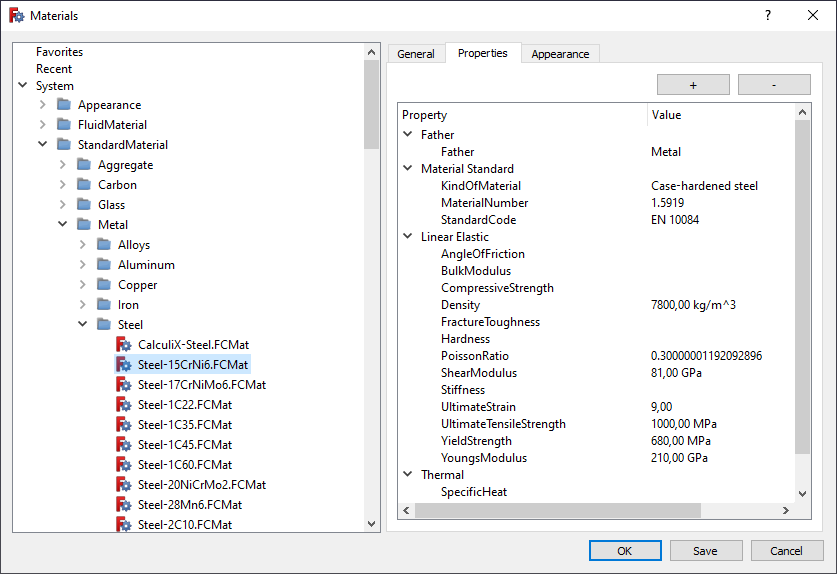 Materials
?
Favorites
Recent
System
Appearance
FluidMaterial
StandardMaterial
Aggregate
Carbon
Glass
Metal
Alloys
Aluminum
Copper
Iron
Steel
CalculiX-Steel.FCMat
Steel-15CrNi6.FCMat
Steel-17CrNiMo6.FCMat
Steel-1C22.FCMat
Steel-1C35.FCMat
Steel-1C45.FCMat
Steel-1C60.FCMat
Steel-20NiCrMo2.FCMat
Steel-28Mn6.FCMat
Steel-2C10.FCMat
General Properties Appearance
+ -
Property Value
Father
Father Metal
Material Standard
KindOfMaterial Case-hardened steel
MaterialNumber 1.5919
StandardCode EN 10084
Linear Elastic
AngleOfFriction
BulkModulus
CompressiveStrength
Density 7800,00 kg/m^3
FractureToughness
Hardness
PoissonRatio 0.30000001192092896
ShearModulus 81,00 GPa
Stiffness
UltimateStrain 9,00
UltimateTensileStrength 1000,00 MPa
YieldStrength 680,00 MPa
YoungsModulus 210,00 GPa
Thermal
SpecificHeat
OK Save Cancel